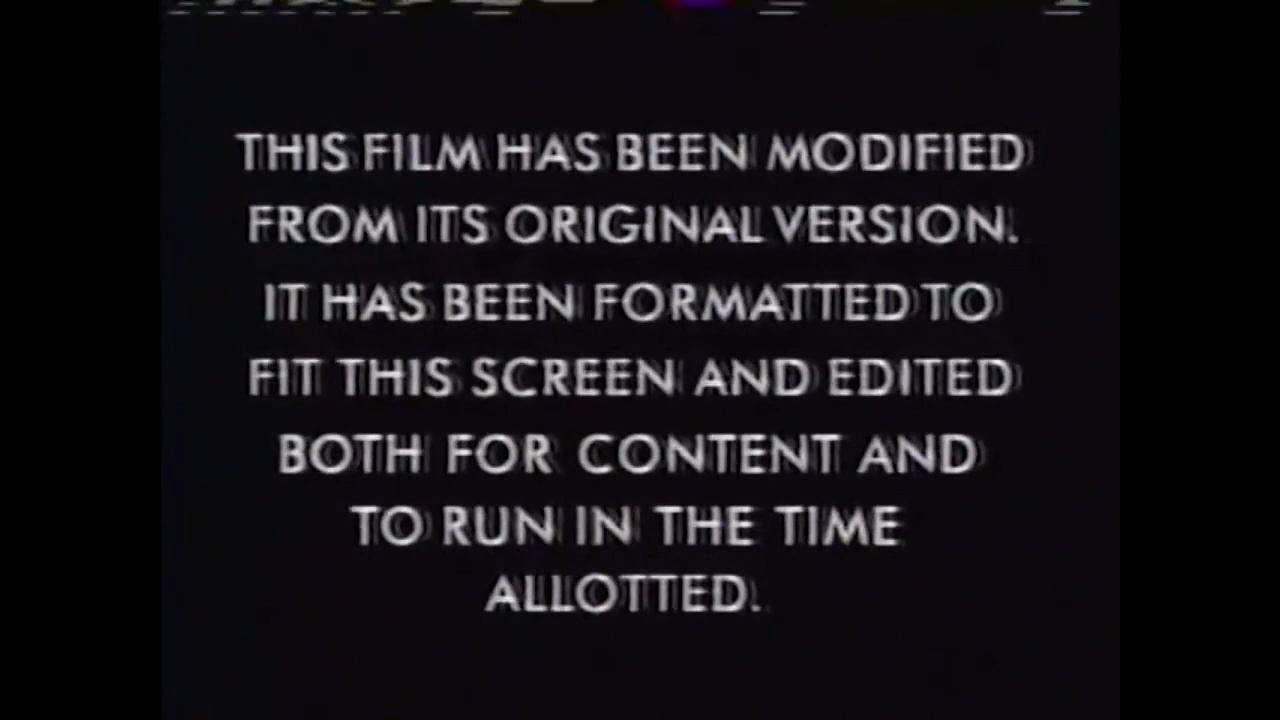 THIS FILM HAS BEEN MODIFIED
FROM ITS ORIGINAL VERSION.
IT HAS BEEN FORMATTED TO
FIT THIS SCREEN AND EDITED
BOTH FOR CONTENT AND
TO RUN IN THE TIME
ALLOTTED.